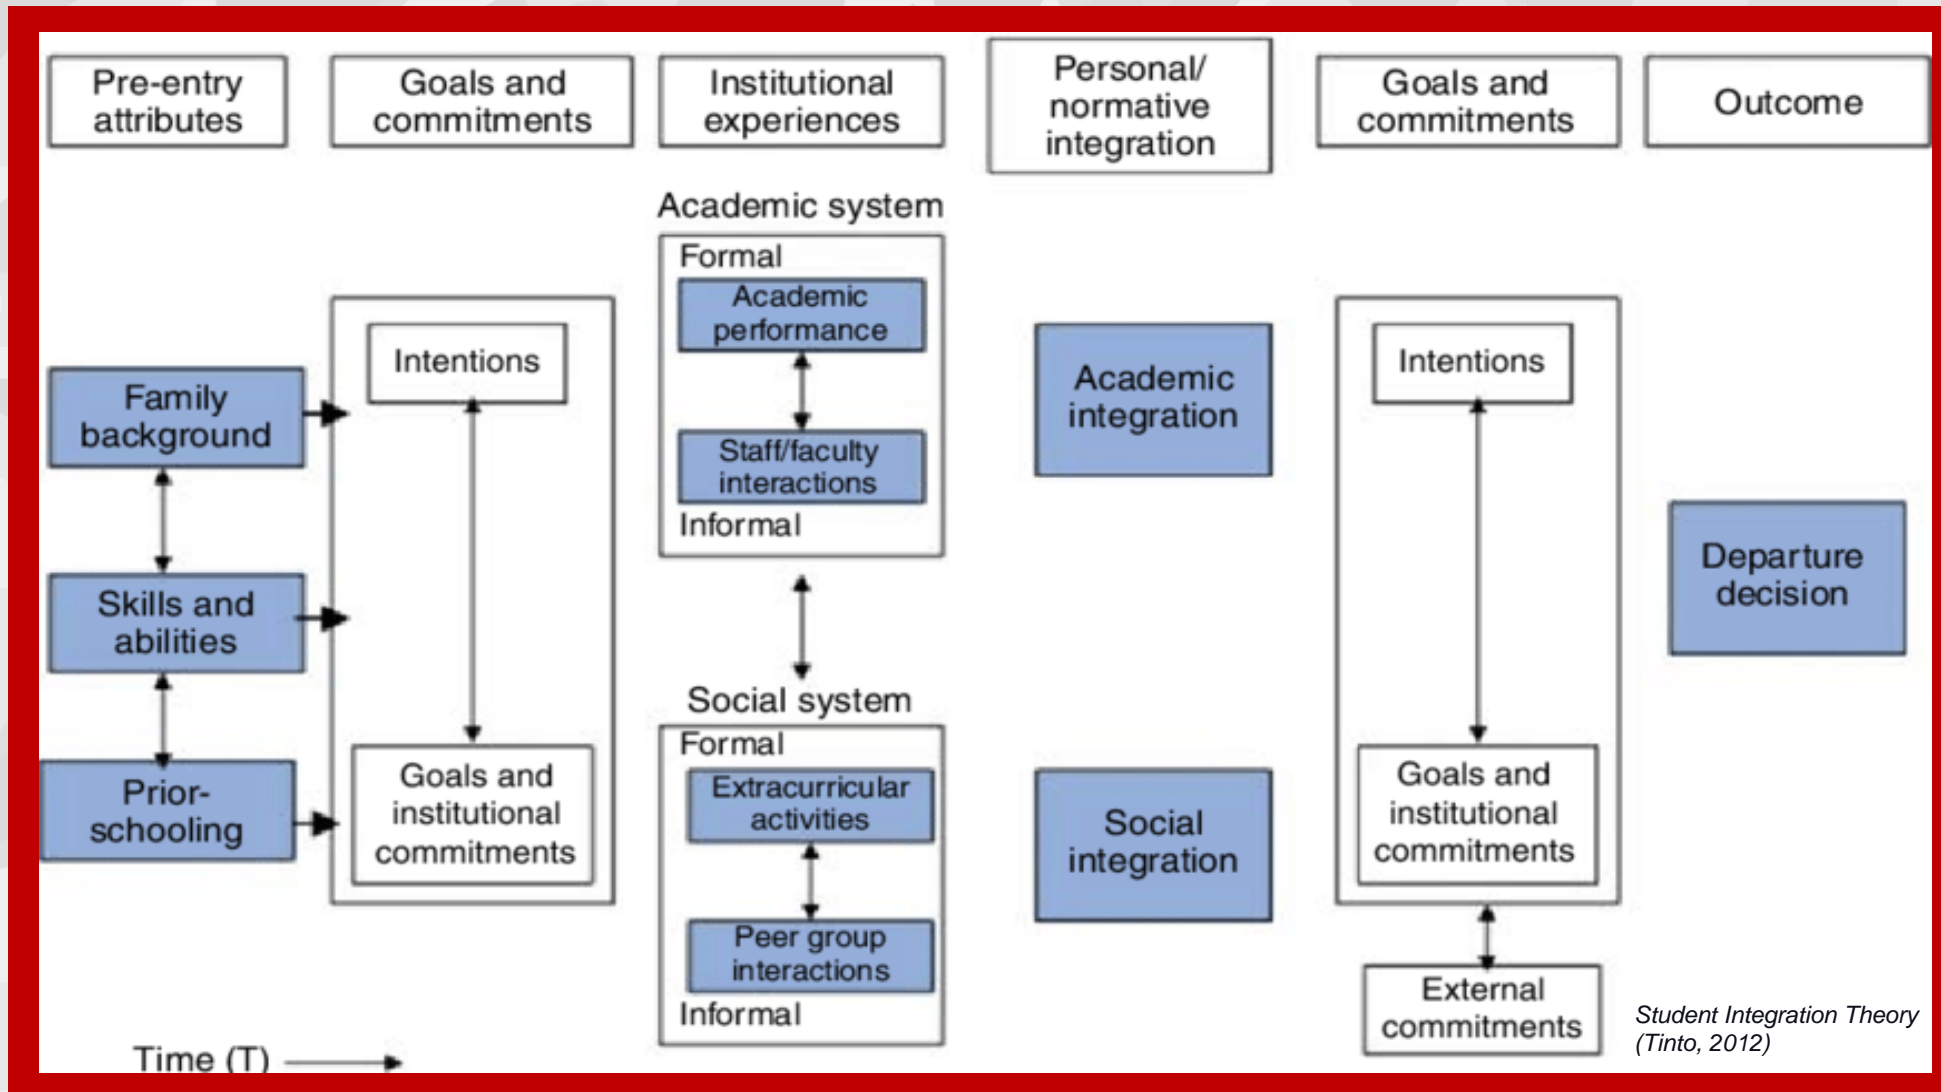 Pre-entry
attributes
Goals and
commitments
Institutional
experiences
Personal/
normative
integration
Goals and
commitments
Outcome
Family
background
Skills and
abilities
Prior-
schooling
Intentions
Goals and
institutional
commitments
Academic system
Formal
Academic
performance
Staff/faculty
interactions
Informal
Social system
Formal
Extracurricular
activities
Peer group
interactions
Informal
Academic
integration
Social
integration
Intentions
Goals and
institutional
commitments
External
commitments
Departure
decision
Time (T)
Student Integration Theory
(Tinto, 2012)